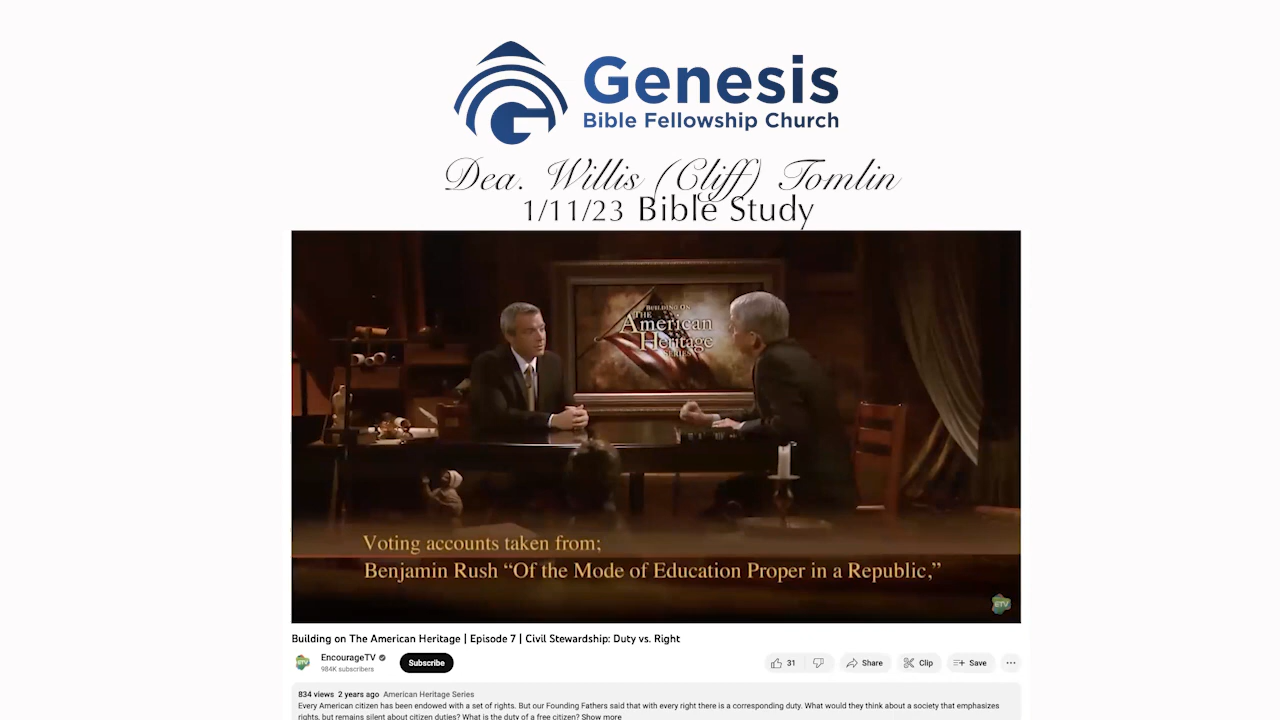 Genesis
Bible Fellowship Church
Dea. Willis (Cliff) Tomlin
1/11/23 Bible Study
BUILDING ON
THE
American
Heritage
SERIES
Voting accounts taken from;
Benjamin Rush “Of the Mode of Education Proper in a Republic,”
ETV
Building on The American Heritage | Episode 7 | Civil Stewardship: Duty vs. Right
EncourageTV
984K subscribers
Subscribe
31
Share
Clip
Save
834 views 2 years ago American Heritage Series
Every American citizen has been endowed with a set of rights. But our Founding Fathers said that with every right there is a corresponding duty. What would they think about a society that emphasizes
rights, but remains silent about citizen duties? What is the duty of a free citizen? Show more